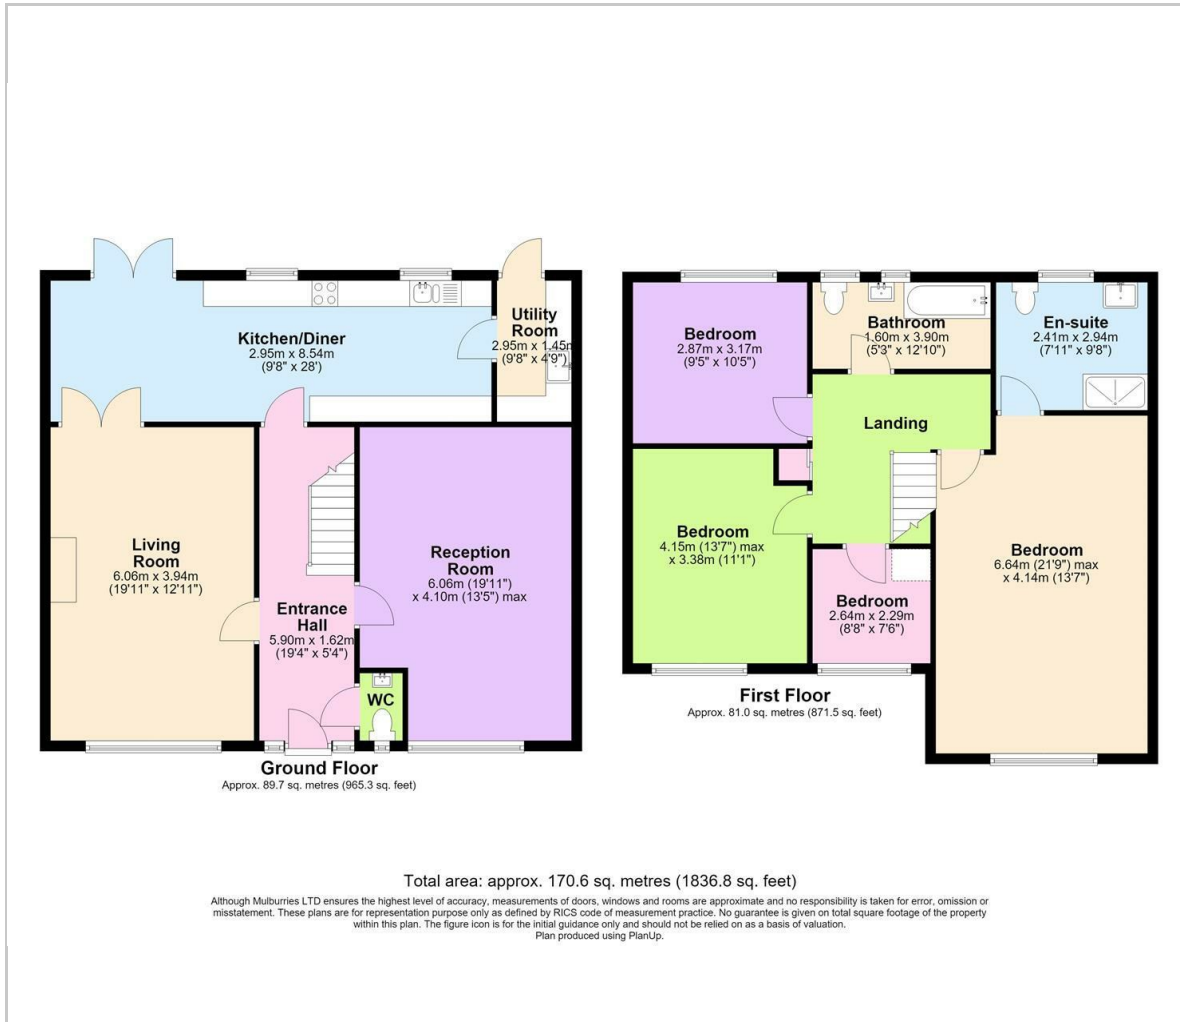 Kitchen/Diner
2.95m x 8.54m
(9'8" x 28')
Utility
Room
2.95m x 1.45m
(9'8" x 4'9")
Living
Room
6.06m x 3.94m
(19'11" x 12'11")
Entrance
Hall
5.90m x 1.62m
(19'4" x 5'4")
Reception
Room
6.06m (19'11")
x 4.10m (13'5") max
WC
Ground Floor
Approx. 89.7 sq. metres (965.3 sq. feet)
Bedroom
2.87m x 3.17m
(9'5" x 10'5")
Bathroom
1.60m x 3.90m
(5'3" x 12'10")
En-suite
2.41m x 2.94m
(7'11" x 9'8")
Landing
Bedroom
4.15m (13'7") max
x 3.38m (11'1")
Bedroom
2.64m x 2.29m
(8'8" x 7'6")
Bedroom
6.64m (21'9") max
x 4.14m (13'7")
First Floor
Approx. 81.0 sq. metres (871.5 sq. feet)
Total area: approx. 170.6 sq. metres (1836.8 sq. feet)
Although Mulburries LTD ensures the highest level of accuracy, measurements of doors, windows and rooms are approximate and no responsibility is taken for error, omission or
misstatement. These plans are for representation purpose only as defined by RICS code of measurement practice. No guarantee is given on total square footage of the property
within this plan. The figure icon is for the initial guidance only and should not be relied on as a basis of valuation.
Plan produced using PlanUp.